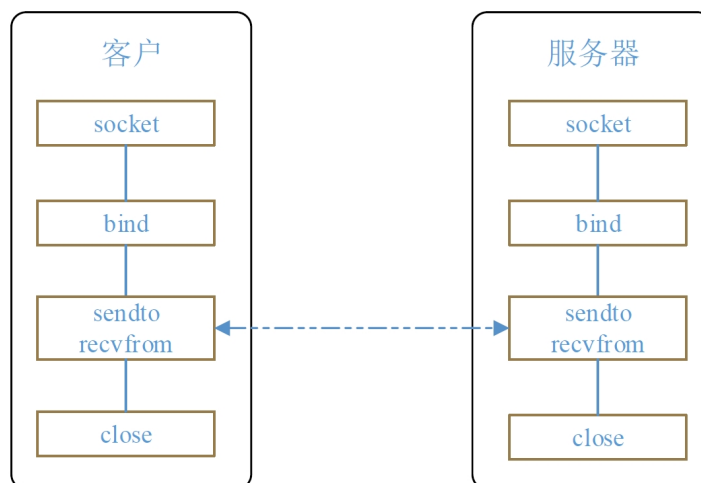 客户
socket
bind
sendto
recvfrom
close
服务器
socket
bind
sendto
recvfrom
close